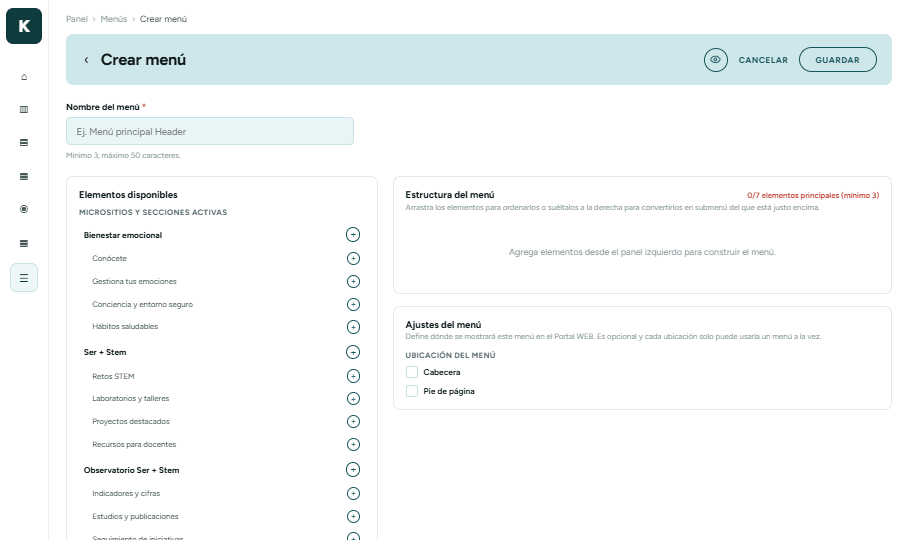 K
Panel › Menús › Crear menú
‹ Crear menú
CANCELAR
GUARDAR
Nombre del menú *
Ej. Menú principal Header
Mínimo 3, máximo 50 caracteres.
Elementos disponibles
MICROSITIOS Y SECCIONES ACTIVAS
Bienestar emocional
Conócete
Gestiona tus emociones
Conciencia y entorno seguro
Hábitos saludables
Ser + Stem
Retos STEM
Laboratorios y talleres
Proyectos destacados
Recursos para docentes
Observatorio Ser + Stem
Indicadores y cifras
Estudios y publicaciones
Seguimiento de iniciativas
Estructura del menú
0/7 elementos principales (mínimo 3)
Arrastra los elementos para ordenarlos o suéltalos a la derecha para convertirlos en submenú del que está justo encima.
Agrega elementos desde el panel izquierdo para construir el menú.
Ajustes del menú
Define dónde se mostrará este menú en el Portal WEB. Es opcional y cada ubicación solo puede usarla un menú a la vez.
UBICACIÓN DEL MENÚ
Cabecera
Pie de página